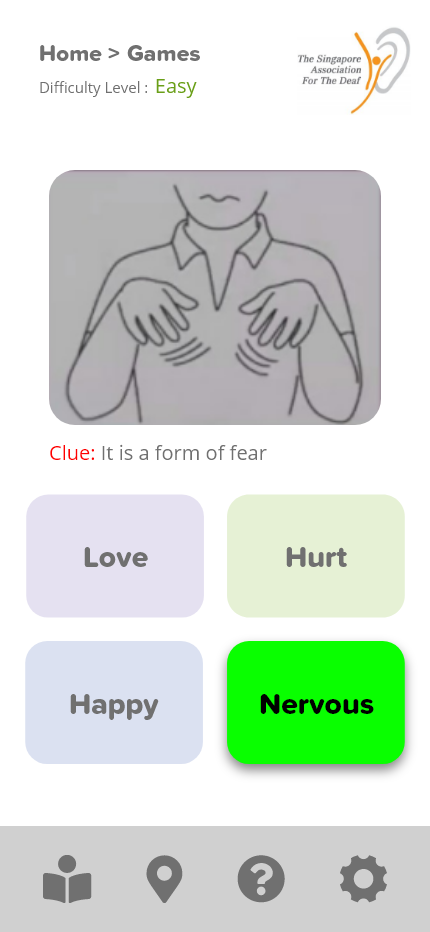 Home > Games
Difficulty Level : Easy
The Singapore
Association
For The Deaf
Clue: It is a form of fear
Love
Hurt
Happy
Nervous